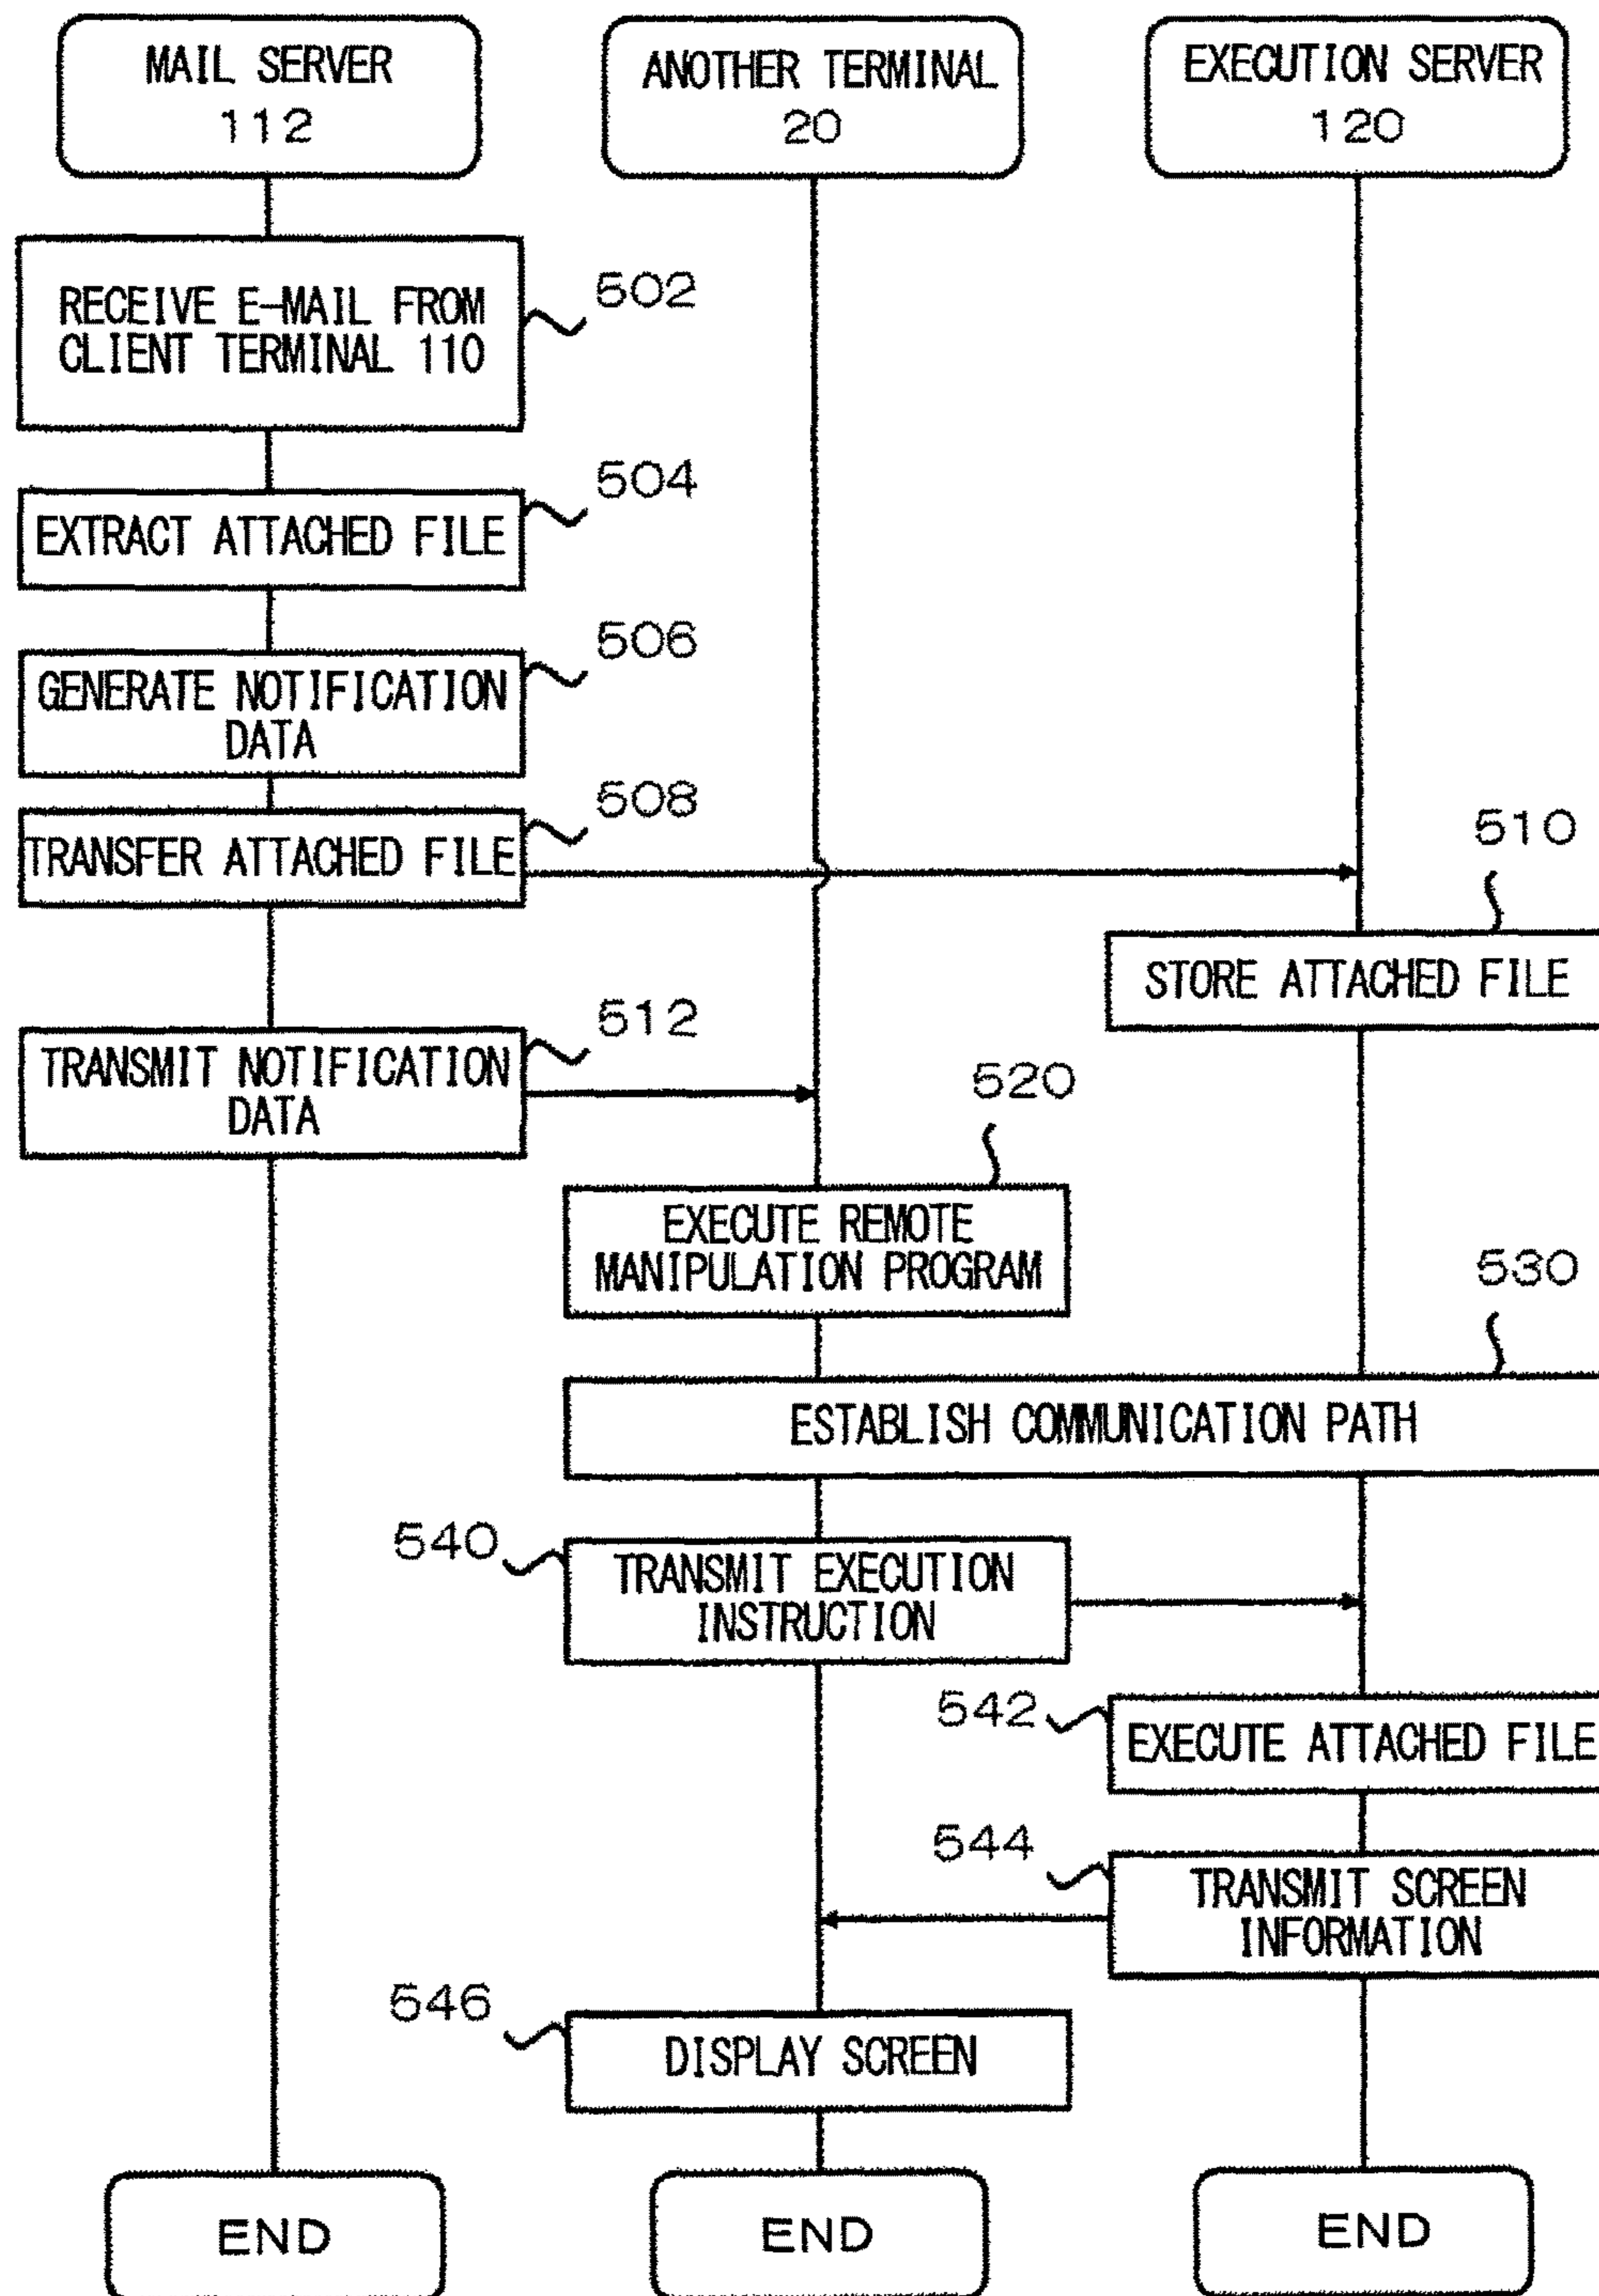 MAIL SERVER
112
ANOTHER TERMINAL
20
EXECUTION SERVER
120
RECEIVE E-MAIL FROM
CLIENT TERMINAL 110
502
EXTRACT ATTACHED FILE
504
GENERATE NOTIFICATION
DATA
506
TRANSFER ATTACHED FILE
508
510
STORE ATTACHED FILE
TRANSMIT NOTIFICATION
DATA
512
520
EXECUTE REMOTE
MANIPULATION PROGRAM
530
ESTABLISH COMMUNICATION PATH
540
TRANSMIT EXECUTION
INSTRUCTION
542
EXECUTE ATTACHED FILE
544
TRANSMIT SCREEN
INFORMATION
546
DISPLAY SCREEN
END
END
END